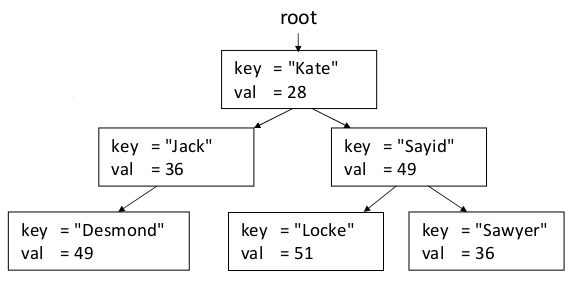 root
key = "Kate"
val = 28
key = "Jack"
val = 36
key = "Sayid"
val = 49
key = "Desmond"
val = 49
key = "Locke"
val = 51
key = "Sawyer"
val = 36